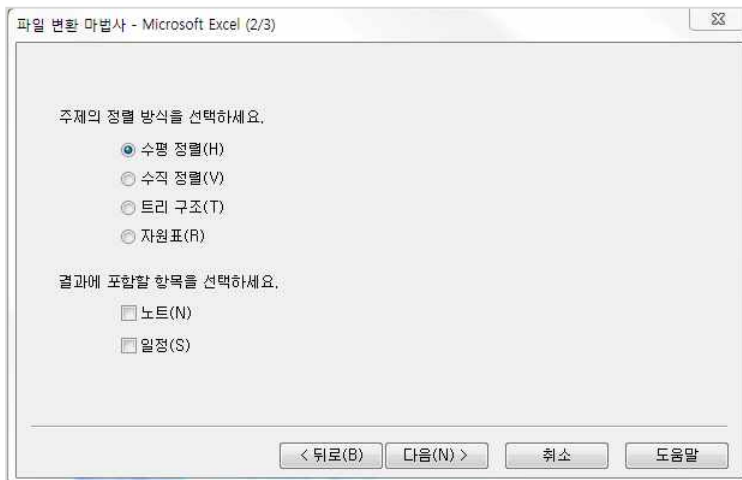 파일 변환 마법사 - Microsoft Excel (2/3)
주제의 정렬 방식을 선택하세요.
수평 정렬(H)
수직 정렬(V)
트리 구조(T)
자원표(R)
결과에 포함할 항목을 선택하세요.
노트(N)
일정(S)
< 뒤로(B) 다음(N) > 취소 도움말